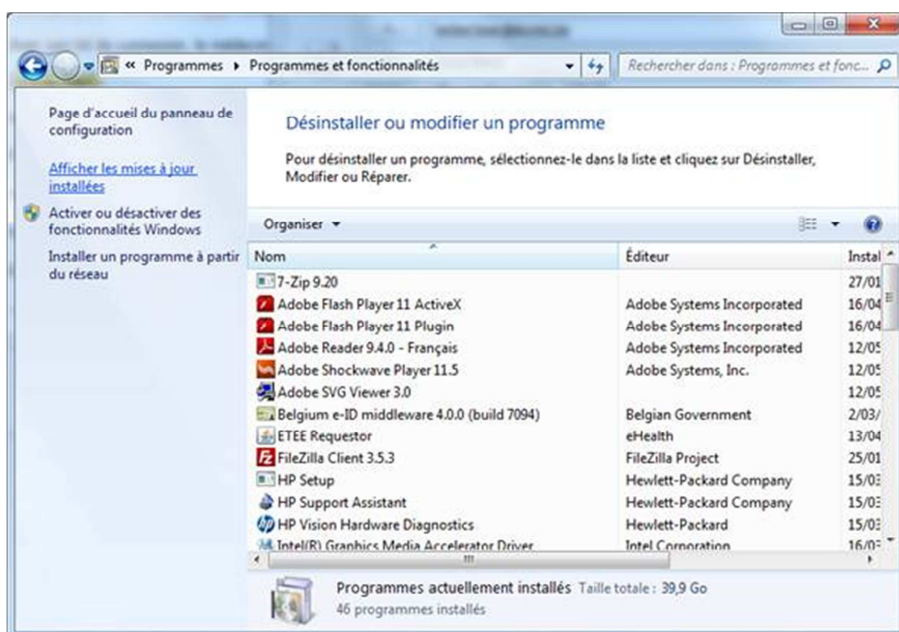 « Programmes ▸ Programmes et fonctionnalités
Rechercher dans : Programmes et fonc...
Page d'accueil du panneau de
configuration
Afficher les mises à jour
installées
Activer ou désactiver des
fonctionnalités Windows
Installer un programme à partir
du réseau
Désinstaller ou modifier un programme
Pour désinstaller un programme, sélectionnez-le dans la liste et cliquez sur Désinstaller,
Modifier ou Réparer.
Organiser
Nom Éditeur Instal
7-Zip 9.20 27/01
Adobe Flash Player 11 ActiveX Adobe Systems Incorporated 16/04
Adobe Flash Player 11 Plugin Adobe Systems Incorporated 16/04
Adobe Reader 9.4.0 - Français Adobe Systems Incorporated 12/05
Adobe Shockwave Player 11.5 Adobe Systems, Inc. 12/05
Adobe SVG Viewer 3.0 12/05
Belgium e-ID middleware 4.0.0 (build 7094) Belgian Government 2/03/
ETEE Requestor eHealth 13/04
FileZilla Client 3.5.3 FileZilla Project 25/01
HP Setup Hewlett-Packard Company 15/03
HP Support Assistant Hewlett-Packard Company 15/03
HP Vision Hardware Diagnostics Hewlett-Packard 15/03
Intel(R) Graphics Media Accelerator Driver Intel Corporation 16/03
Programmes actuellement installés Taille totale : 39,9 Go
46 programmes installés